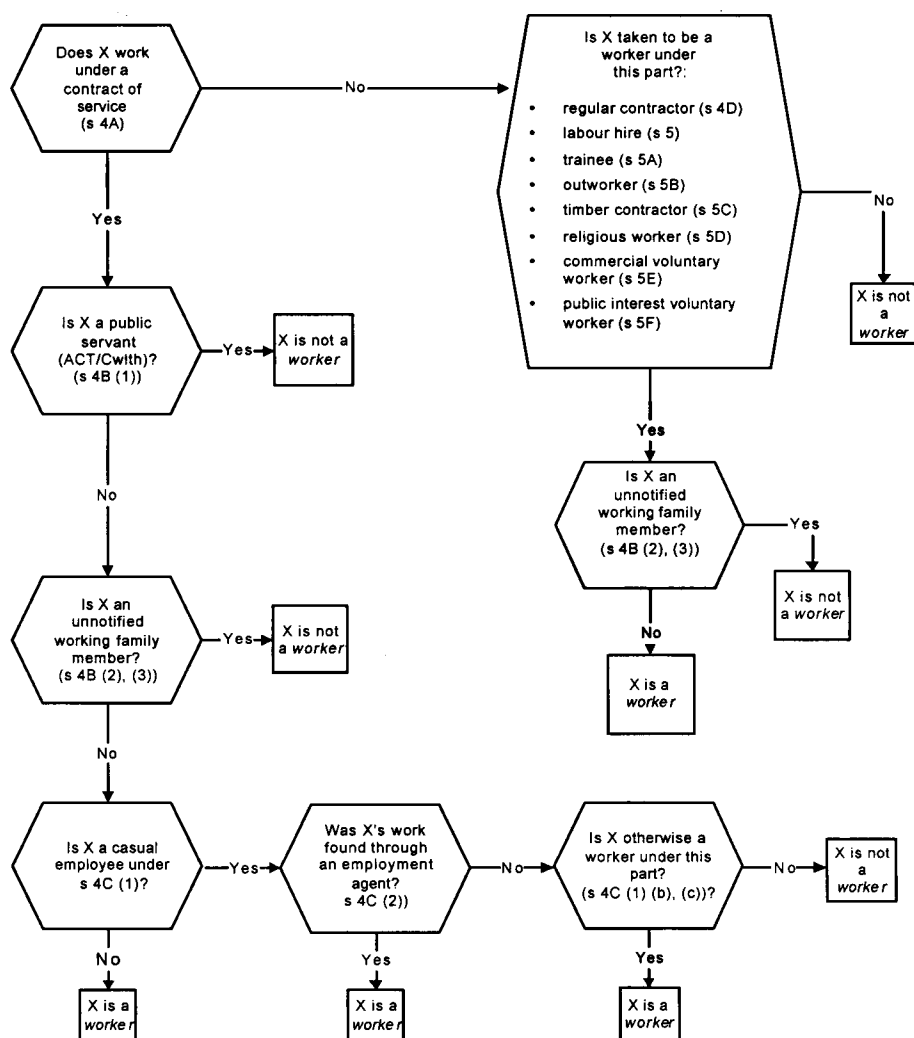 Does X work
under a
contract of
service
(s 4A)
No
Is X taken to be a
worker under
this part?:
• regular contractor (s 4D)
• labour hire (s 5)
• trainee (s 5A)
• outworker (s 5B)
• timber contractor (s 5C)
• religious worker (s 5D)
• commercial voluntary
worker (s 5E)
• public interest voluntary
worker (s 5F)
No
X is not
a
worker
Yes
Is X a public
servant
(ACT/Cwlth)?
(s 4B (1))
Yes
X is not a
worker
Yes
Is X an
unnotified
working family
member?
(s 4B (2), (3))
Yes
X is not
a worker
No
X is a
worker
No
Is X an
unnotified
working family
member?
(s 4B (2), (3))
Yes
X is not
a worker
No
Is X a casual
employee under
s 4C (1)?
Yes
Was X's work
found through
an employment
agent?
s 4C (2))
No
Is X otherwise a
worker under this
part?
(s 4C (1) (b), (c))?
No
X is not
a
worker
No
X is a
worker
Yes
X is a
worker
Yes
X is a
worker